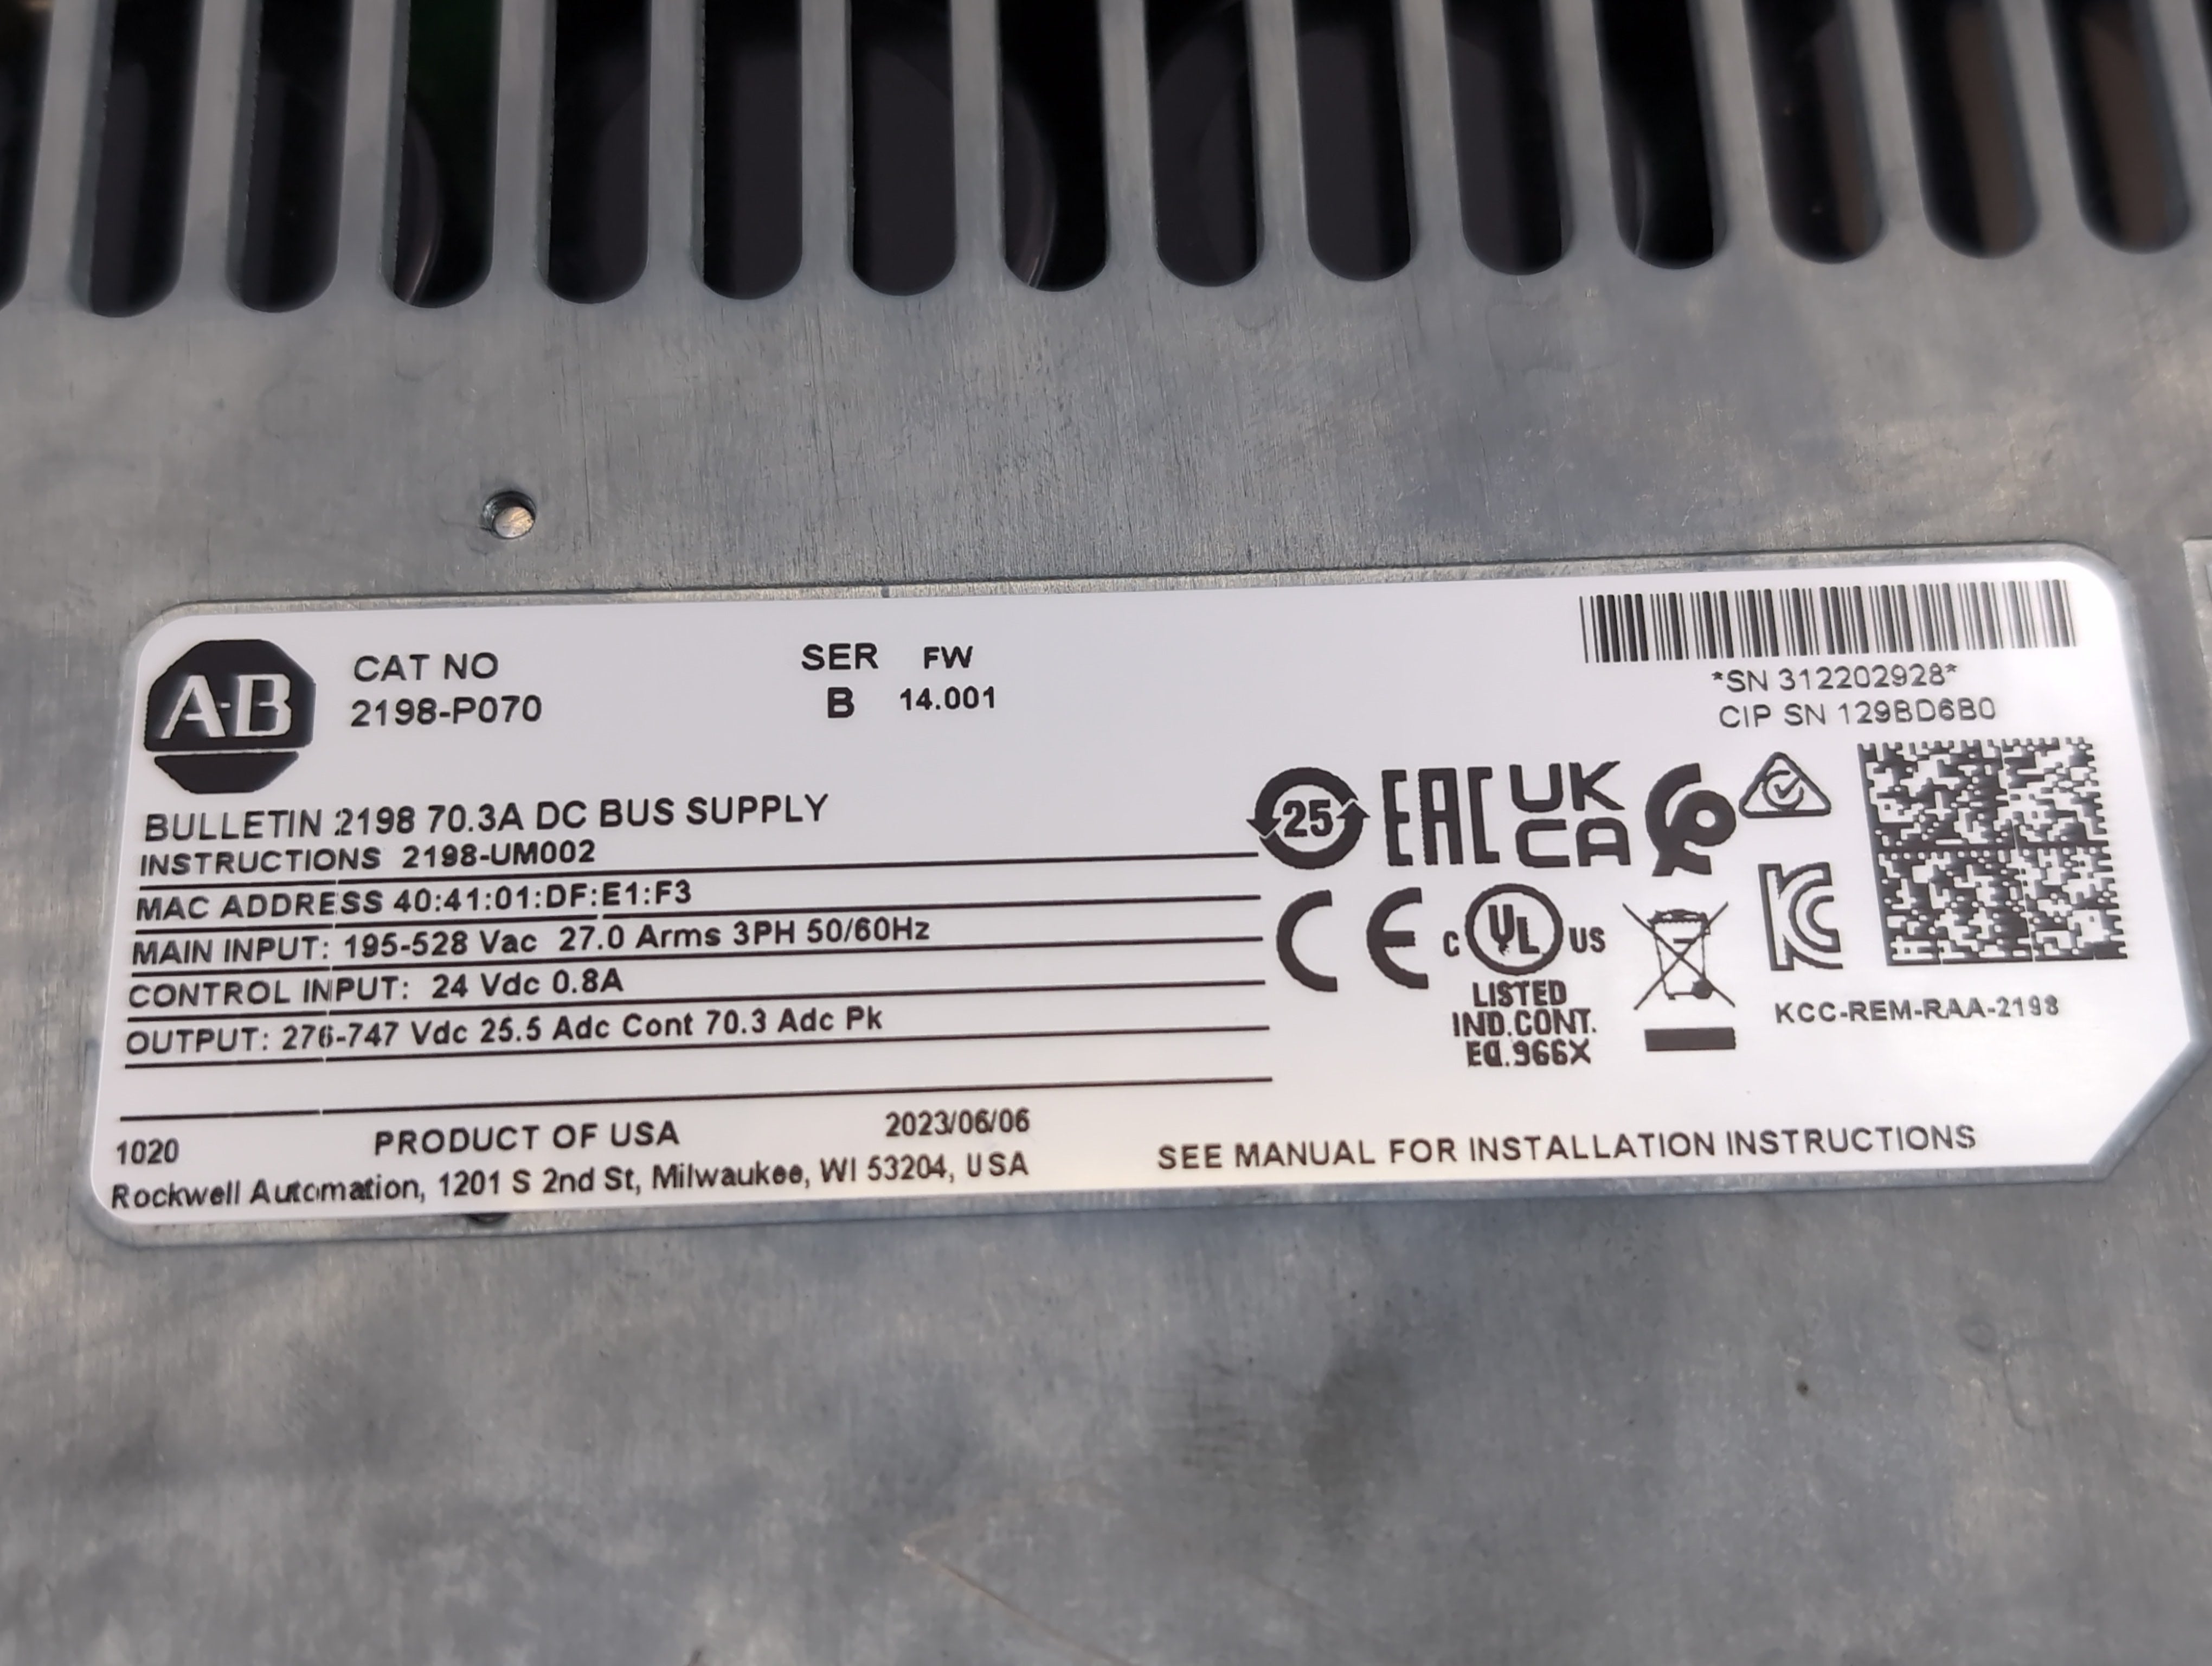 A-B
CAT NO
2198-P070
SER FW
B 14.001
*SN 312202928*
CIP SN 129BD6B0
BULLETIN 2198 70.3A DC BUS SUPPLY
INSTRUCTIONS 2198-UM002
MAC ADDRESS 40:41:01:DF:E1:F3
MAIN INPUT: 195-528 Vac 27.0 Arms 3PH 50/60Hz
CONTROL INPUT: 24 Vdc 0.8A
OUTPUT: 276-747 Vdc 25.5 Adc Cont 70.3 Adc Pk
25 EAC UK
CA
CE C UL US
LISTED
IND.CONT.
EQ.966X
KC
KCC-REM-RAA-2198
1020 PRODUCT OF USA 2023/06/06
Rockwell Automation, 1201 S 2nd St, Milwaukee, WI 53204, USA
SEE MANUAL FOR INSTALLATION INSTRUCTIONS